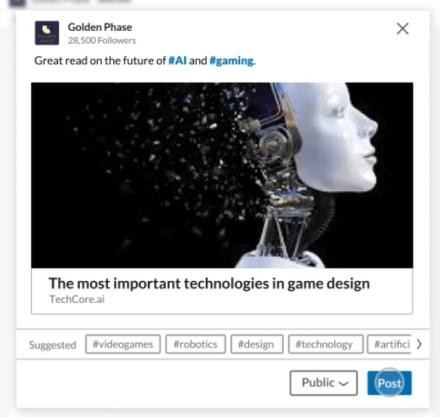 Golden Phase
28,500 Followers
Great read on the future of #AI and #gaming.
The most important technologies in game design
TechCore.ai
Suggested #videogames #robotics #design #technology #artifici
Public
Post